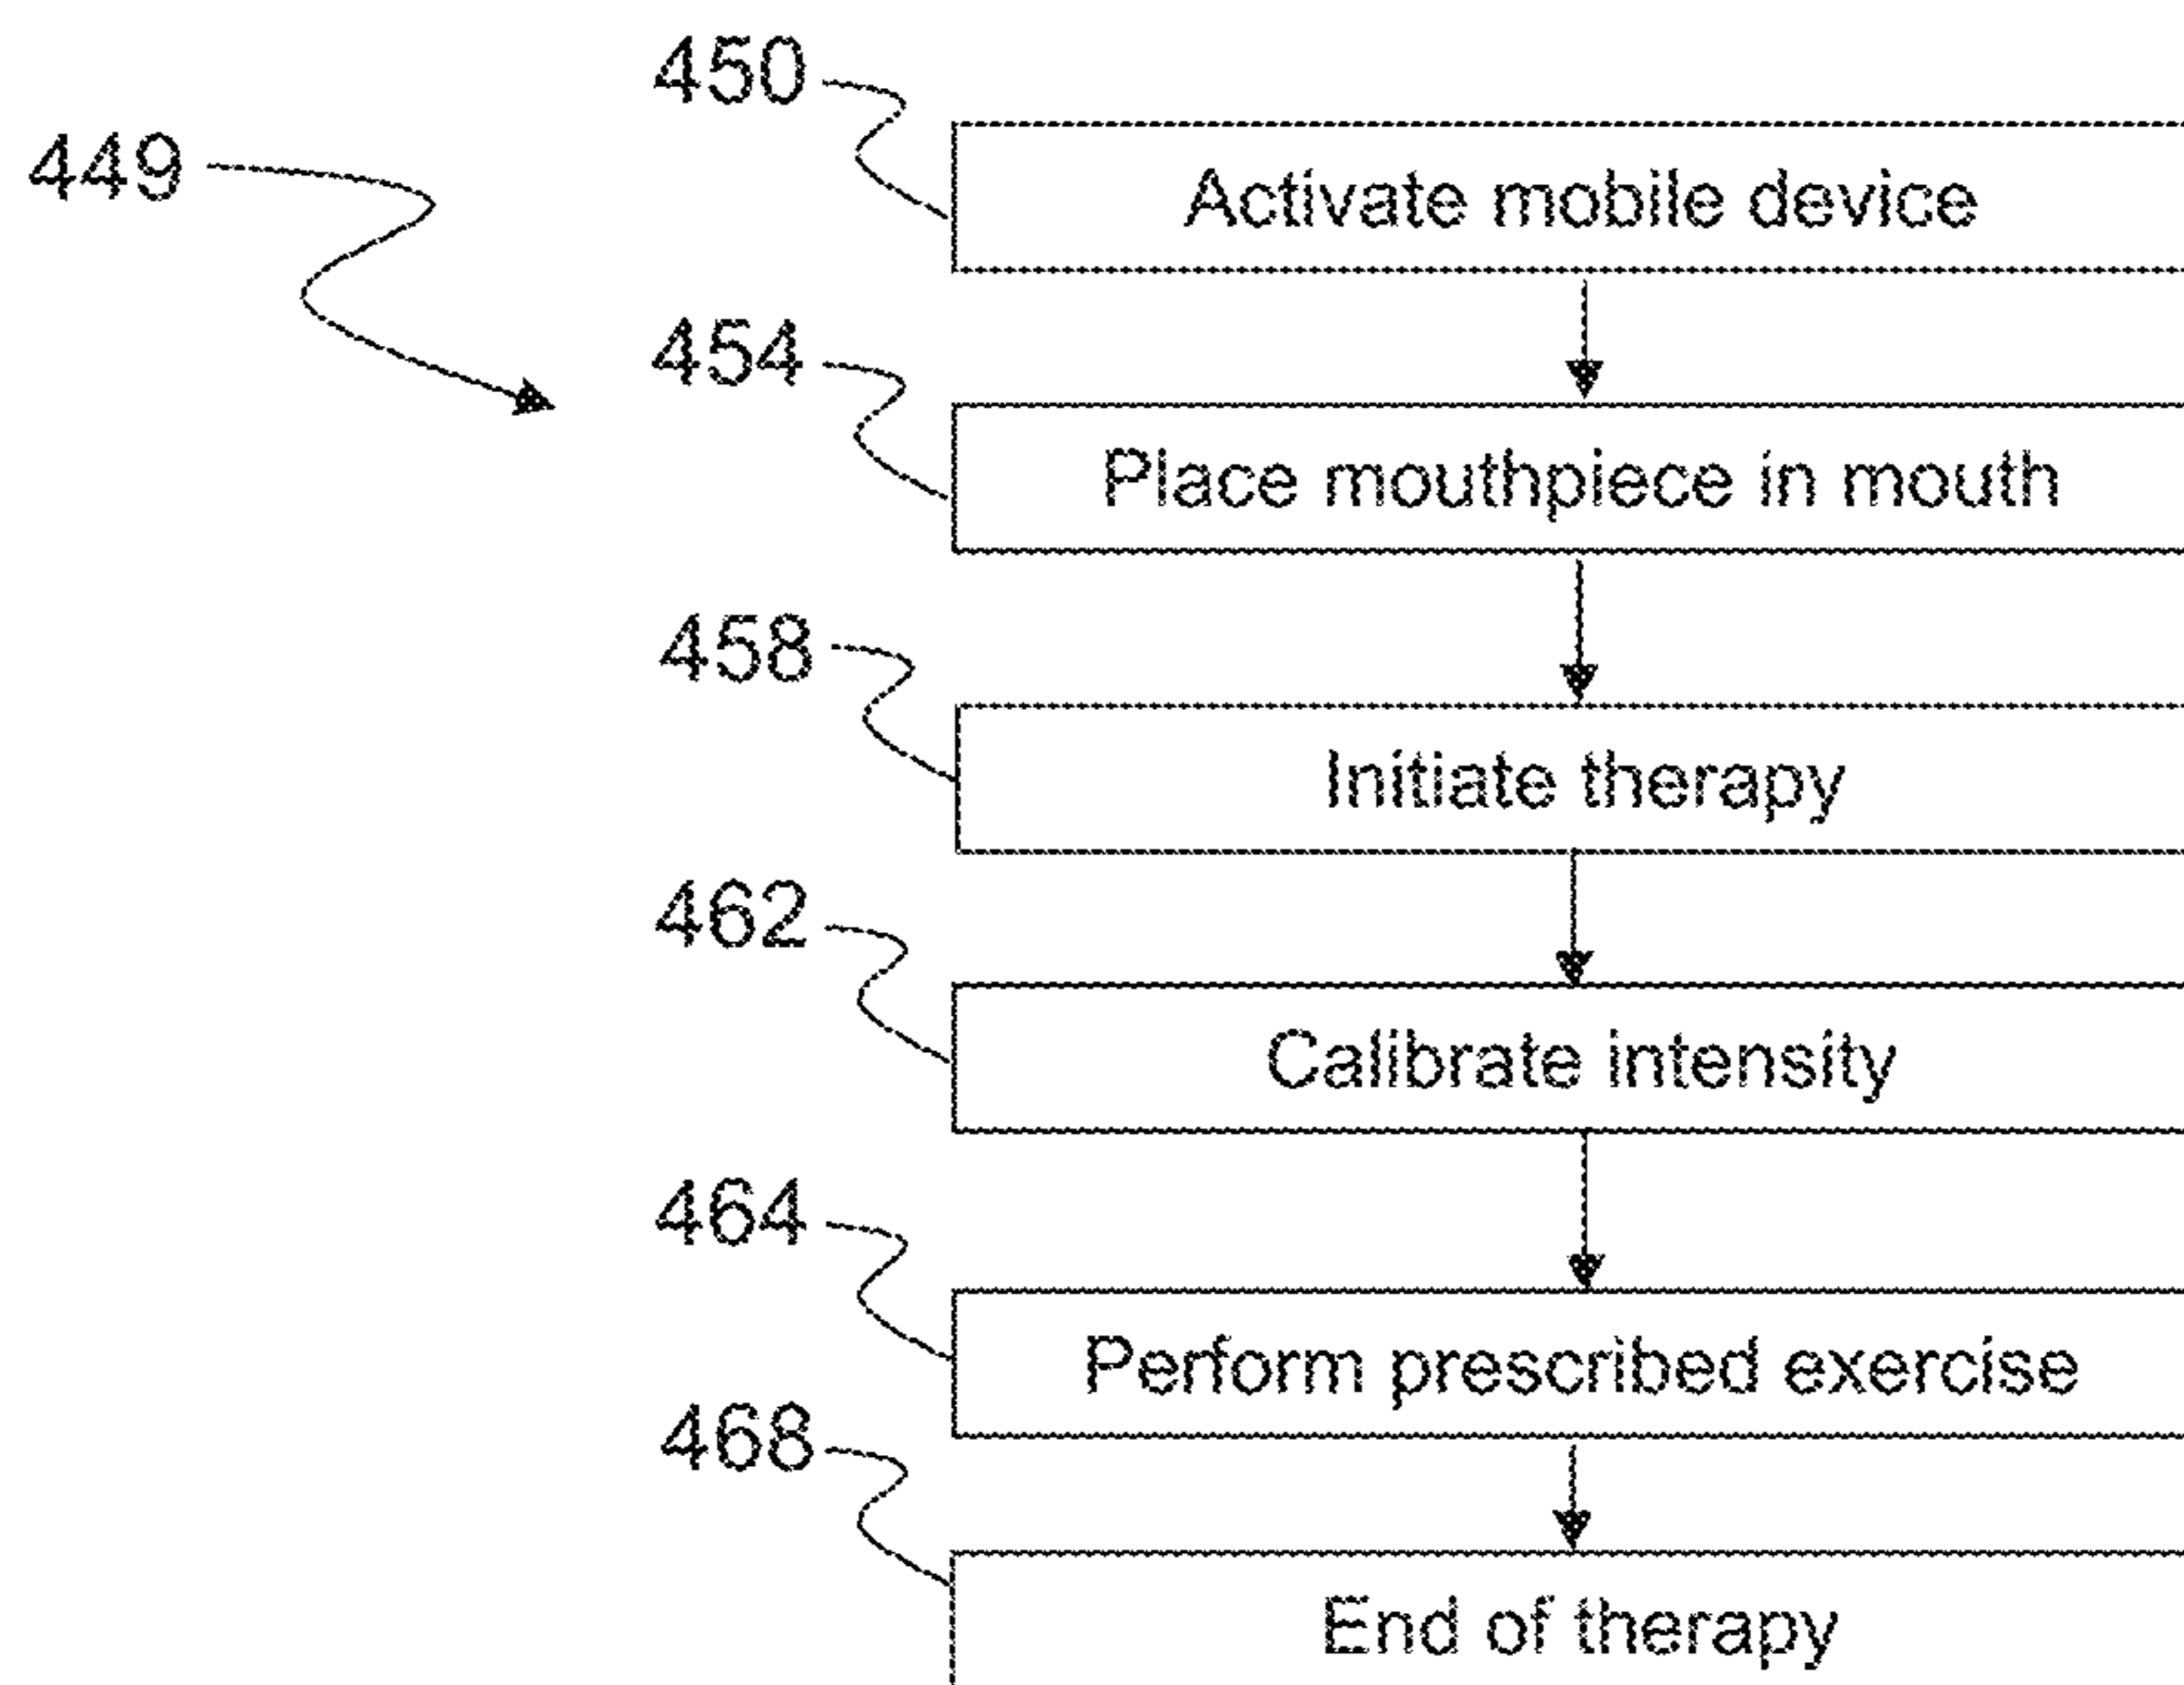 450
449
Activate mobile device
454
Place mouthpiece in mouth
458
Initiate therapy
462
Calibrate intensity
464
Perform prescribed exercise
468
End of therapy